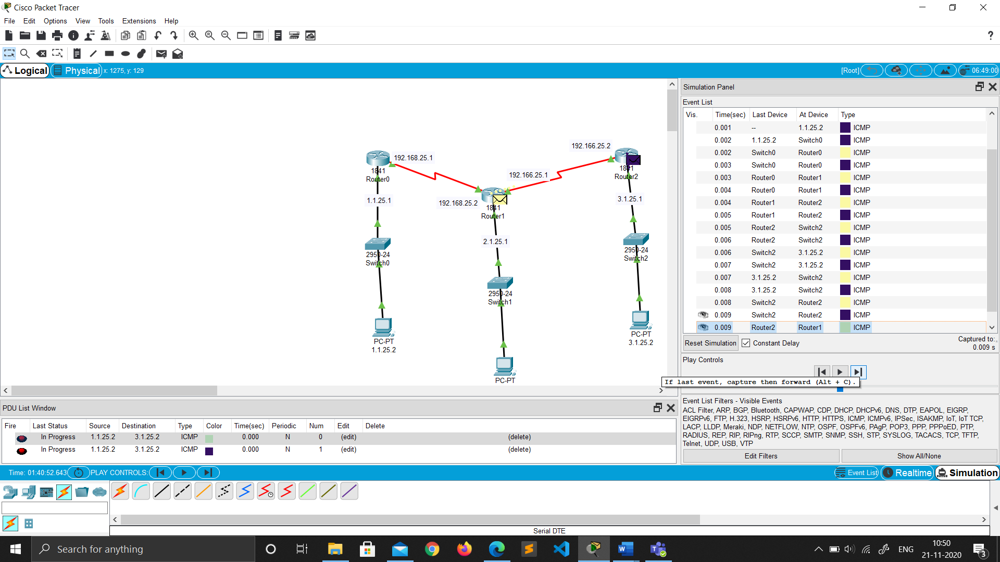 Cisco Packet Tracer
File Edit Options View Tools Extensions Help
Logical Physical x: 1275, y: 129 [Root] 06:49:00
192.168.25.1
1841
Router0
1.1.25.1
2950-24
Switch0
PC-PT
1.1.25.2
192.168.25.2
192.166.25.1
1841
Router1
2.1.25.1
2950-24
Switch1
PC-PT
192.166.25.2
1841
Router2
3.1.25.1
2950-24
Switch2
PC-PT
3.1.25.2
Simulation Panel
Event List
Vis. Time(sec) Last Device At Device Type
0.001 -- 1.1.25.2 ICMP
0.002 1.1.25.2 Switch0 ICMP
0.002 Switch0 Router0 ICMP
0.003 Switch0 Router0 ICMP
0.003 Router0 Router1 ICMP
0.004 Router0 Router1 ICMP
0.004 Router1 Router2 ICMP
0.005 Router1 Router2 ICMP
0.005 Router2 Switch2 ICMP
0.006 Router2 Switch2 ICMP
0.006 Switch2 3.1.25.2 ICMP
0.007 Switch2 3.1.25.2 ICMP
0.007 3.1.25.2 Switch2 ICMP
0.008 3.1.25.2 Switch2 ICMP
0.008 Switch2 Router2 ICMP
0.009 Switch2 Router2 ICMP
0.009 Router2 Router1 ICMP
Reset Simulation Constant Delay Captured to:
0.009 s
Play Controls
If last event, capture then forward (Alt + C).
Event List Filters - Visible Events
ACL Filter, ARP, BGP, Bluetooth, CAPWAP, CDP, DHCP, DHCPv6, DNS, DTP, EAPOL, EIGRP,
EIGRPv6, FTP, H.323, HSRP, HSRPv6, HTTP, HTTPS, ICMP, ICMPv6, IPSec, ISAKMP, IoT, IoT TCP,
LACP, LLDP, Meraki, NDP, NETFLOW, NTP, OSPF, OSPFv6, PAgP, POP3, PPP, PPPoED, PTP,
RADIUS, REP, RIP, RIPng, RTP, SCCP, SMTP, SNMP, SSH, STP, SYSLOG, TACACS, TCP, TFTP,
Telnet, UDP, USB, VTP
Edit Filters Show All/None
PDU List Window
Fire Last Status Source Destination Type Color Time(sec) Periodic Num Edit Delete
In Progress 1.1.25.2 3.1.25.2 ICMP 0.000 N 0 (edit) (delete)
In Progress 1.1.25.2 3.1.25.2 ICMP 0.000 N 1 (edit) (delete)
Time: 01:40:52.643 PLAY CONTROLS: Event List Realtime Simulation
Serial DTE
Search for anything
ENG
10:50
21-11-2020
3